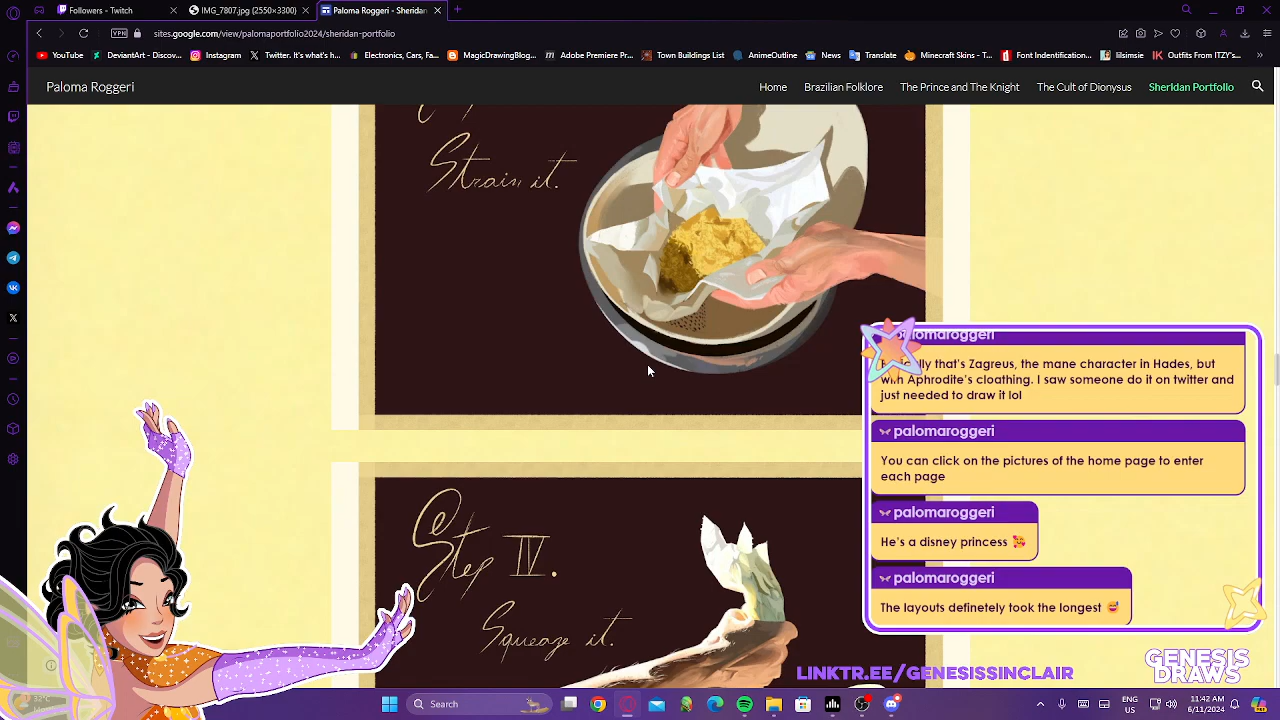 Followers - Twitch
IMG_7807.jpg (2550×3300)
Paloma Roggeri - Sheridan
VPN
sites.google.com/view/palomaportfolio2024/sheridan-portfolio
YouTube
DeviantArt - Discov...
Instagram
Twitter. It's what's h...
Electronics, Cars, Fa...
MagicDrawingBlog...
Adobe Premiere Pr...
Town Building Lists
AnimeOutline
News
Translate
Minecraft Skins - T...
Font Indentification...
illsimsie
Outfits From ITZY's...
Paloma Roggeri
Home
Brazilian Folklore
The Prince and The Knight
The Cult of Dionysus
Sheridan Portfolio
Strain it.
Step IV.
Squeeze it.
palomaroggeri
that's Zagreus, the mane character in Hades, but
with Aphrodite's cloathing. I saw someone do it on twitter and
just needed to draw it lol
palomaroggeri
You can click on the pictures of the home page to enter
each page
palomaroggeri
He's a disney princess 🥰
palomaroggeri
The layouts definetely took the longest 😅
LINKTR.EE/GENESISSINCLAIR
GENESIS
DRAWS
Search
ENG
US
11:42 AM
6/11/2024